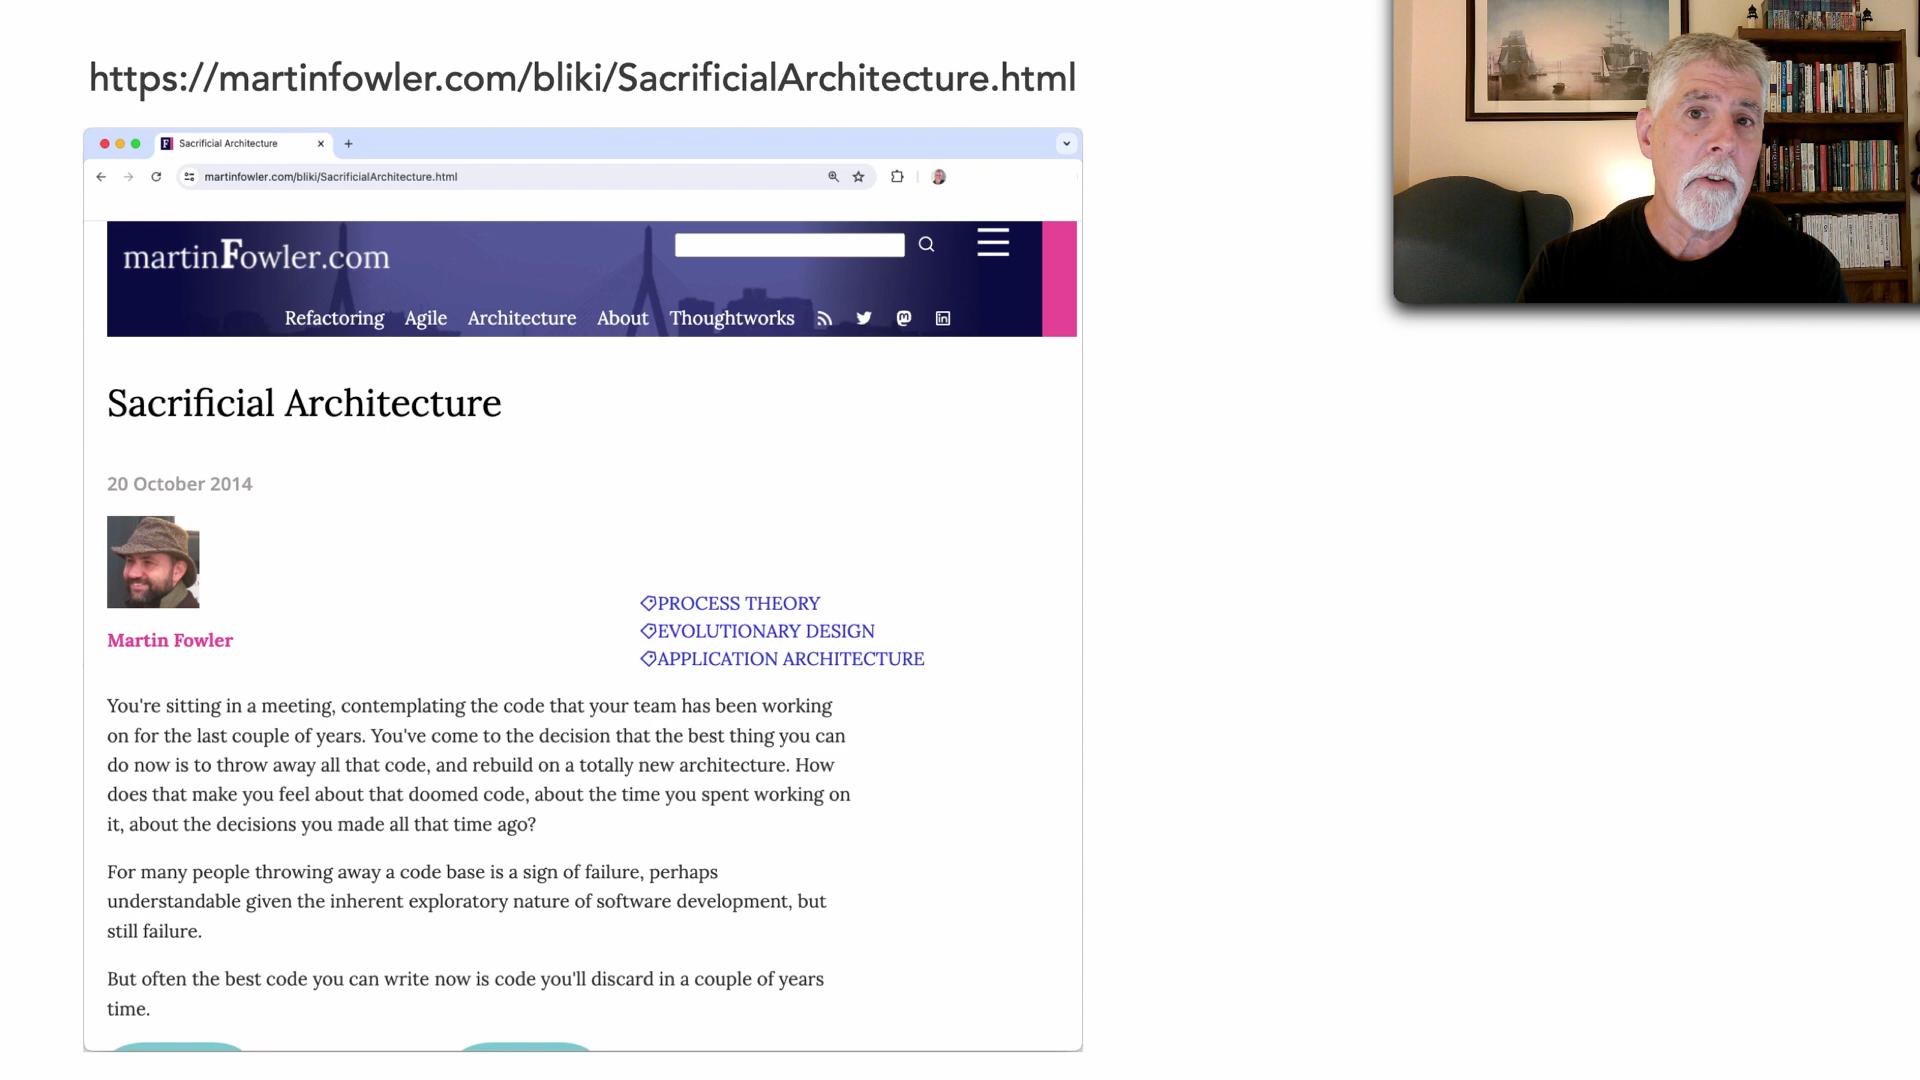 https://martinfowler.com/bliki/SacrificialArchitecture.html
Sacrificial Architecture
martinfowler.com/bliki/SacrificialArchitecture.html
martinFowler.com
Refactoring Agile Architecture About Thoughtworks
Sacrificial Architecture
20 October 2014
Martin Fowler
PROCESS THEORY
EVOLUTIONARY DESIGN
APPLICATION ARCHITECTURE
You're sitting in a meeting, contemplating the code that your team has been working
on for the last couple of years. You've come to the decision that the best thing you can
do now is to throw away all that code, and rebuild on a totally new architecture. How
does that make you feel about that doomed code, about the time you spent working on
it, about the decisions you made all that time ago?
For many people throwing away a code base is a sign of failure, perhaps
understandable given the inherent exploratory nature of software development, but
still failure.
But often the best code you can write now is code you'll discard in a couple of years
time.